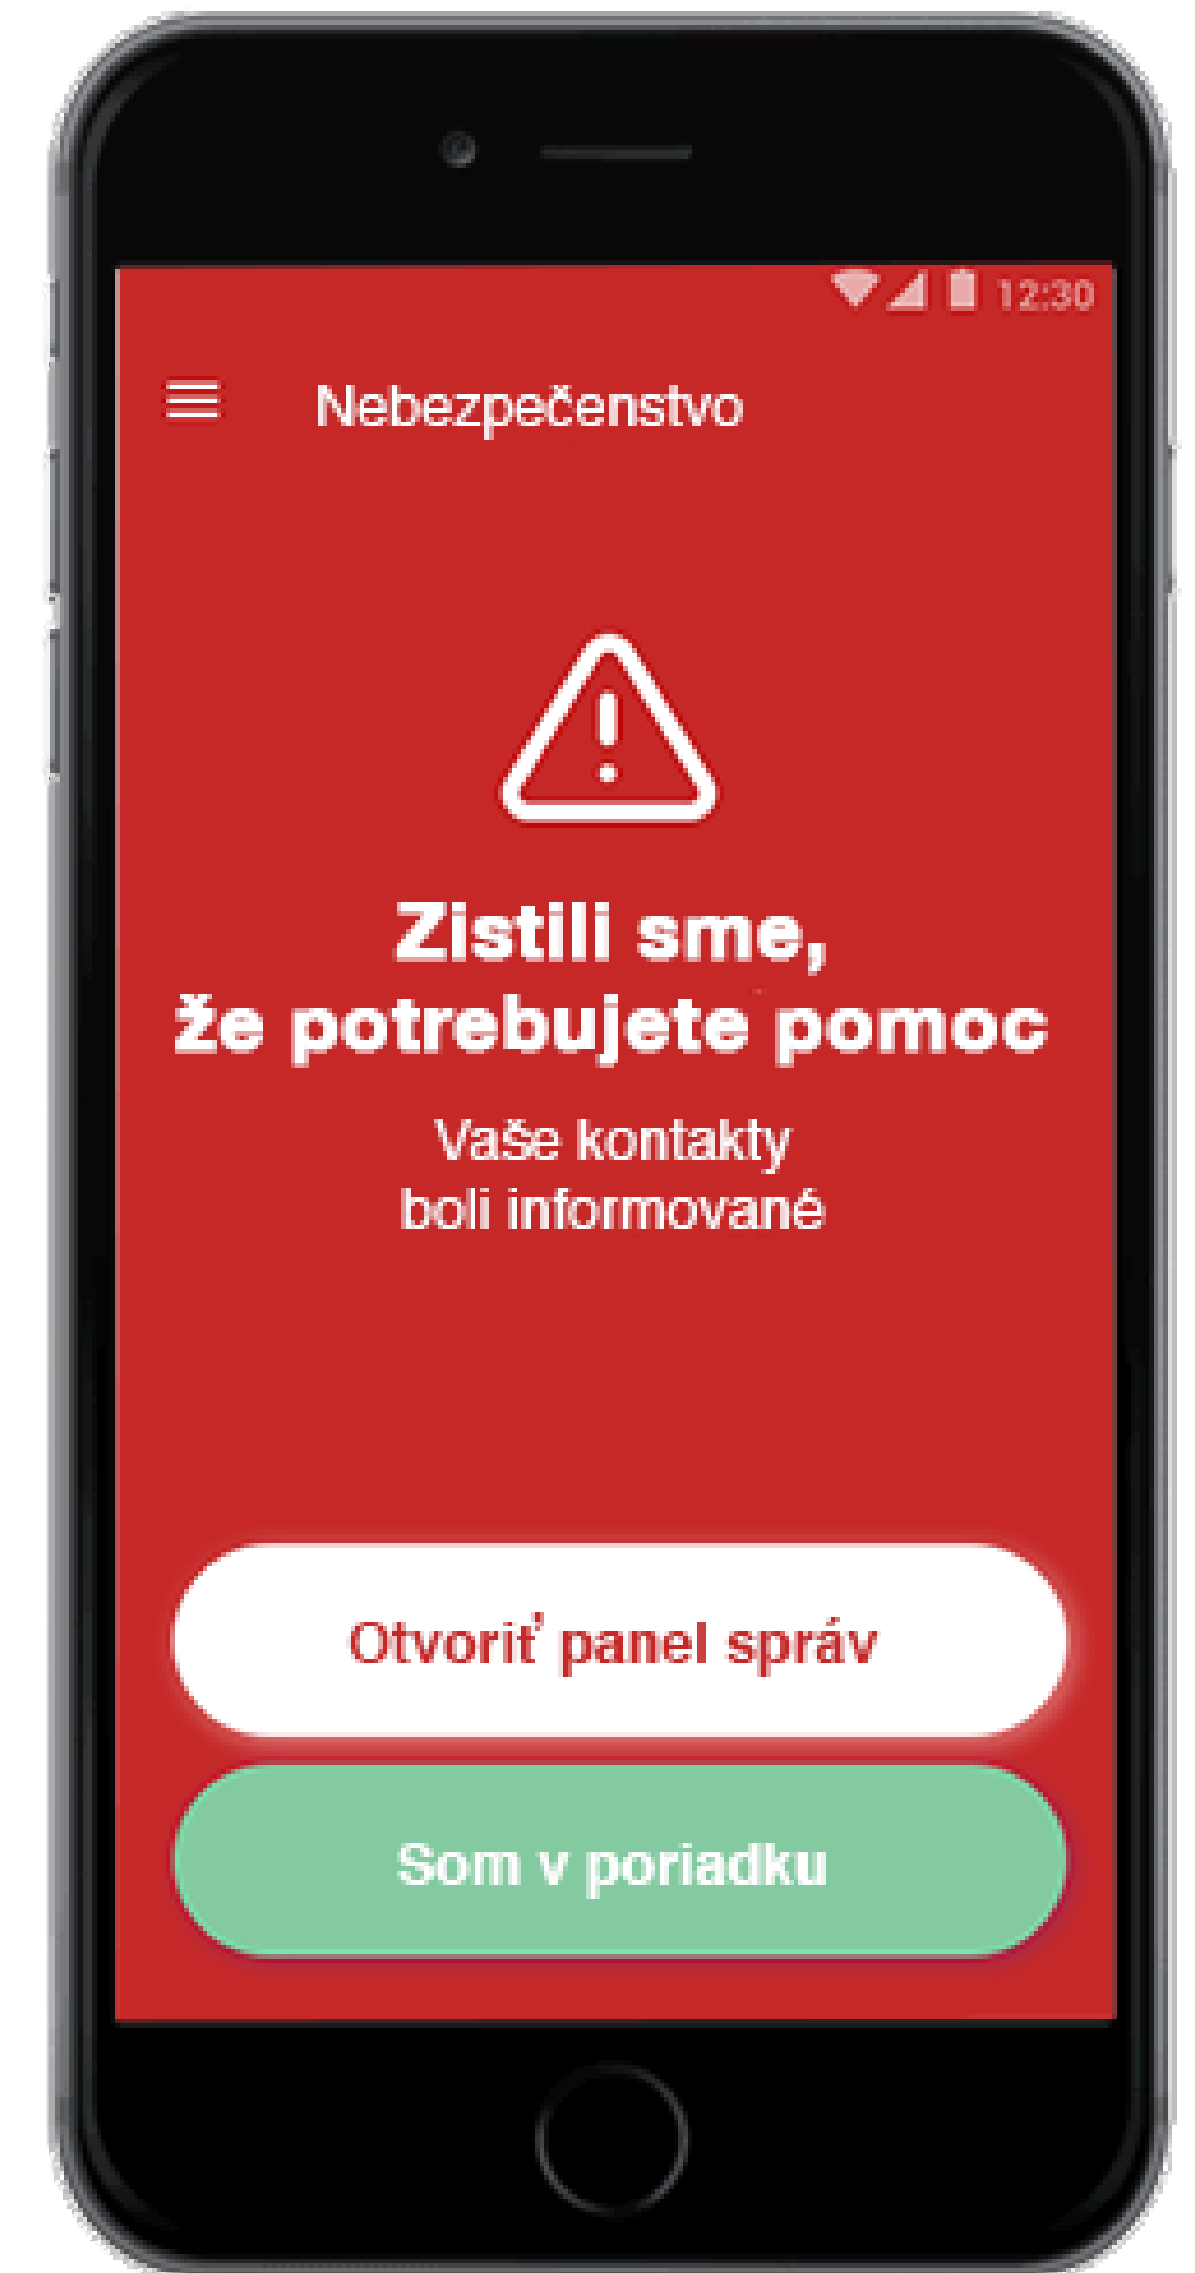 12:30
Nebezpečenstvo
Zistili sme,
že potrebujete pomoc
Vaše kontakty
boli informované
Otvoriť panel správ
Som v poriadku